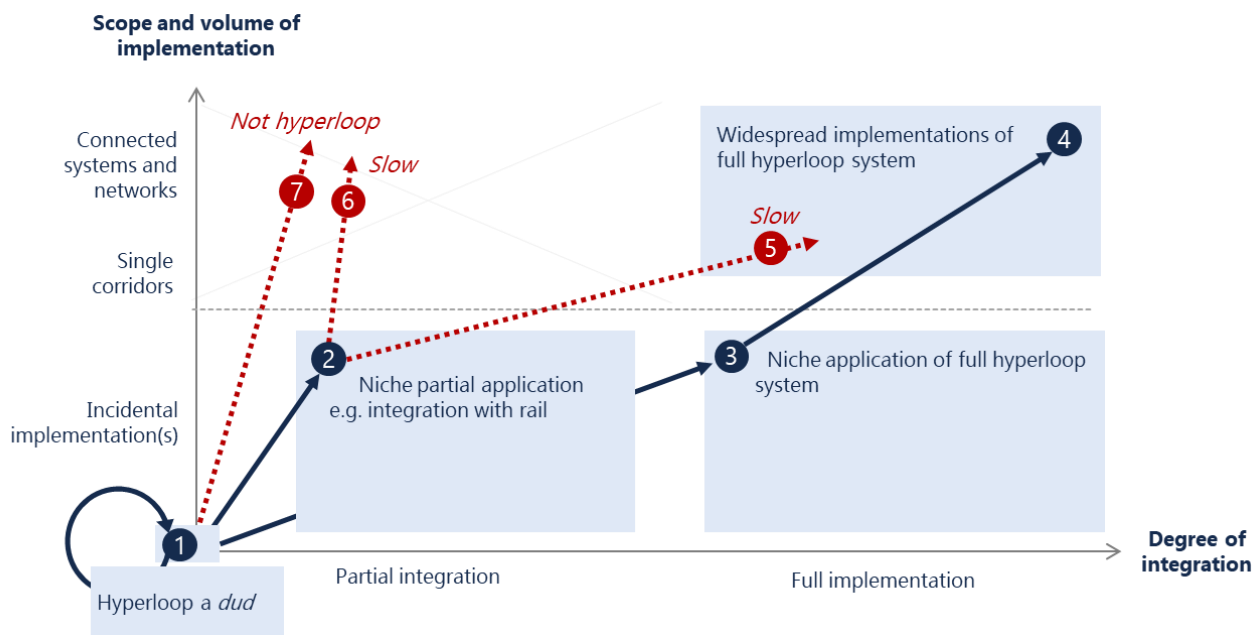 Scope and volume of
implementation
Connected
systems and
networks
Single
corridors
Incidental
implementation(s)
Not hyperloop
Slow
7
6
Widespread implementations of
full hyperloop system
4
Slow
5
2
Niche partial application
e.g. integration with rail
3
Niche application of full hyperloop
system
1
Hyperloop a dud
Partial integration
Full implementation
Degree of
integration